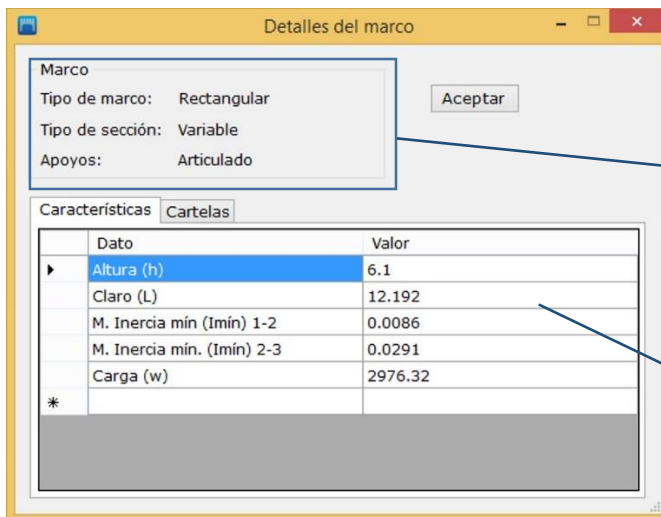 Detalles del marco
Marco
Tipo de marco: Rectangular
Aceptar
Tipo de sección: Variable
Apoyos: Articulado
Características Cartelas
Dato Valor
Altura (h) 6.1
Claro (L) 12.192
M. Inercia mín (Imín) 1-2 0.0086
M. Inercia mín. (Imín) 2-3 0.0291
Carga (w) 2976.32